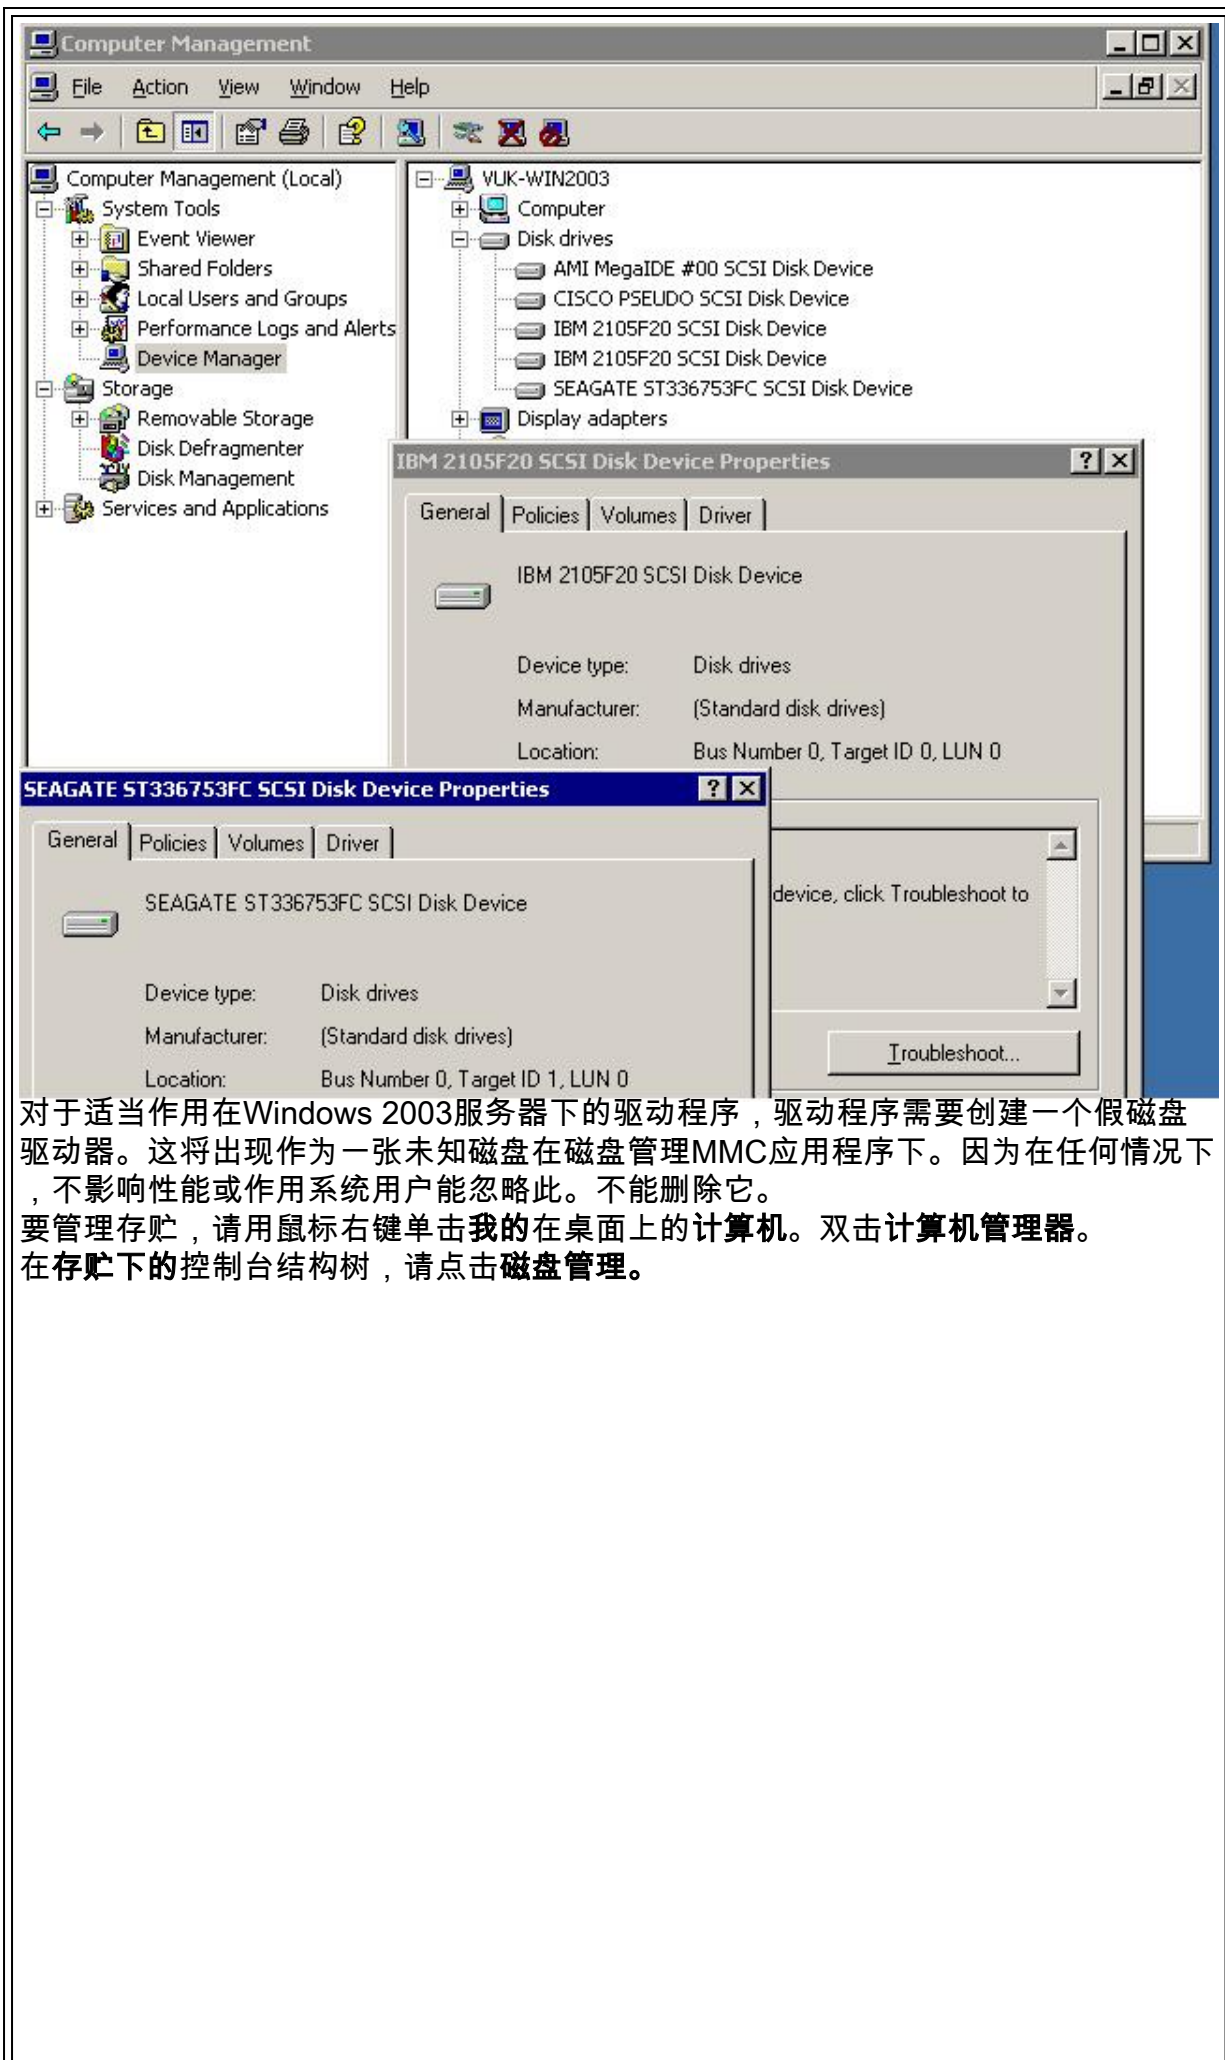 Computer Management
File Action View Window Help
Computer Management (Local)
System Tools
Event Viewer
Shared Folders
Local Users and Groups
Performance Logs and Alerts
Device Manager
Storage
Removable Storage
Disk Defragmenter
Disk Management
Services and Applications
VUK-WIN2003
Computer
Disk drives
AMI MegaIDE #00 SCSI Disk Device
CISCO PSEUDO SCSI Disk Device
IBM 2105F20 SCSI Disk Device
IBM 2105F20 SCSI Disk Device
SEAGATE ST336753FC SCSI Disk Device
Display adapters
IBM 2105F20 SCSI Disk Device Properties
General Policies Volumes Driver
IBM 2105F20 SCSI Disk Device
Device type: Disk drives
Manufacturer: (Standard disk drives)
Location: Bus Number 0, Target ID 0, LUN 0
device, click Troubleshoot to
Troubleshoot...
SEAGATE ST336753FC SCSI Disk Device Properties
General Policies Volumes Driver
SEAGATE ST336753FC SCSI Disk Device
Device type: Disk drives
Manufacturer: (Standard disk drives)
Location: Bus Number 0, Target ID 1, LUN 0
对于适当作用在Windows 2003服务器下的驱动程序，驱动程序需要创建一个假磁盘
驱动器。这将出现作为一张未知磁盘在磁盘管理MMC应用程序下。因为在任何情况下
，不影响性能或作用系统用户能忽略此。不能删除它。
要管理存贮，请用鼠标右键单击我的在桌面上的计算机。双击计算机管理器。
在存贮下的控制台结构树，请点击磁盘管理。